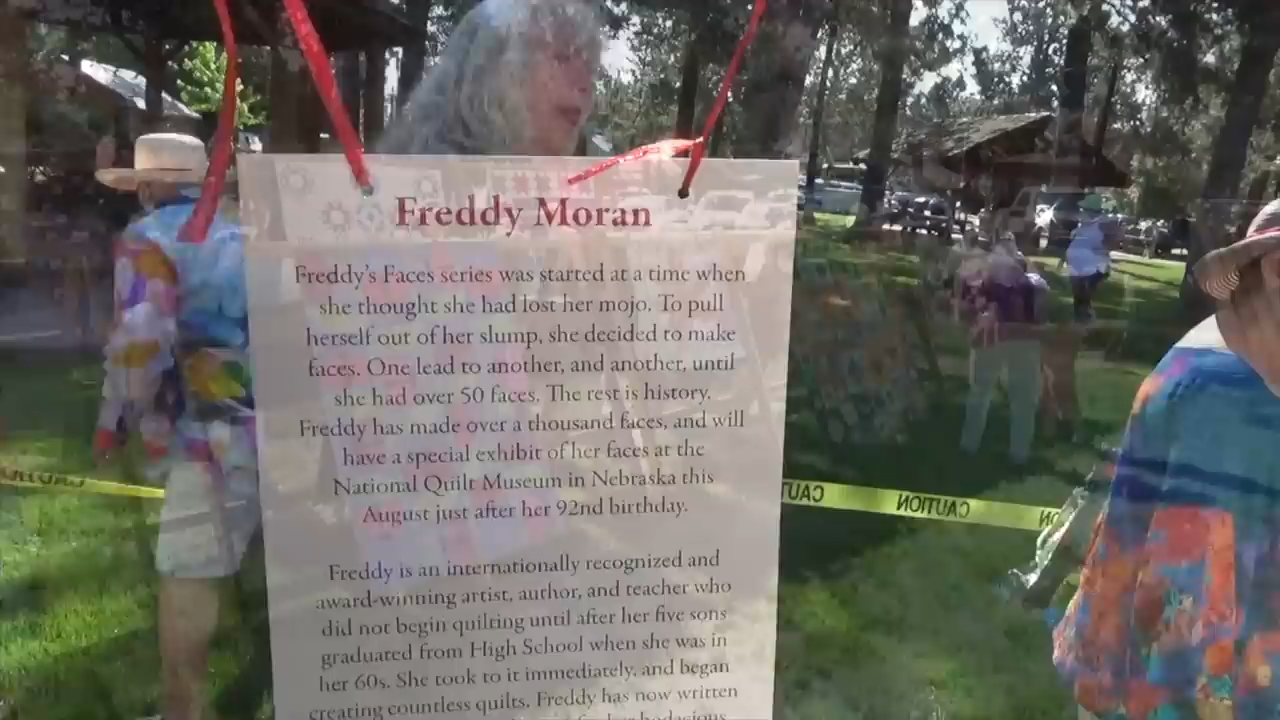 Freddy Moran
Freddy's Faces series was started at a time when
she thought she had lost her mojo. To pull
herself out of her slump, she decided to make
faces. One lead to another, and another, until
she had over 50 faces. The rest is history.
Freddy has made over a thousand faces, and will
have a special exhibit of her faces at the
National Quilt Museum in Nebraska this
August just after her 92nd birthday.
Freddy is an internationally recognized and
award-winning artist, author, and teacher who
did not begin quilting until after her five sons
graduated from High School when she was in
her 60s. She took to it immediately, and began
creating countless quilts. Freddy has now written
bodacious
CAUTION
CAUTION